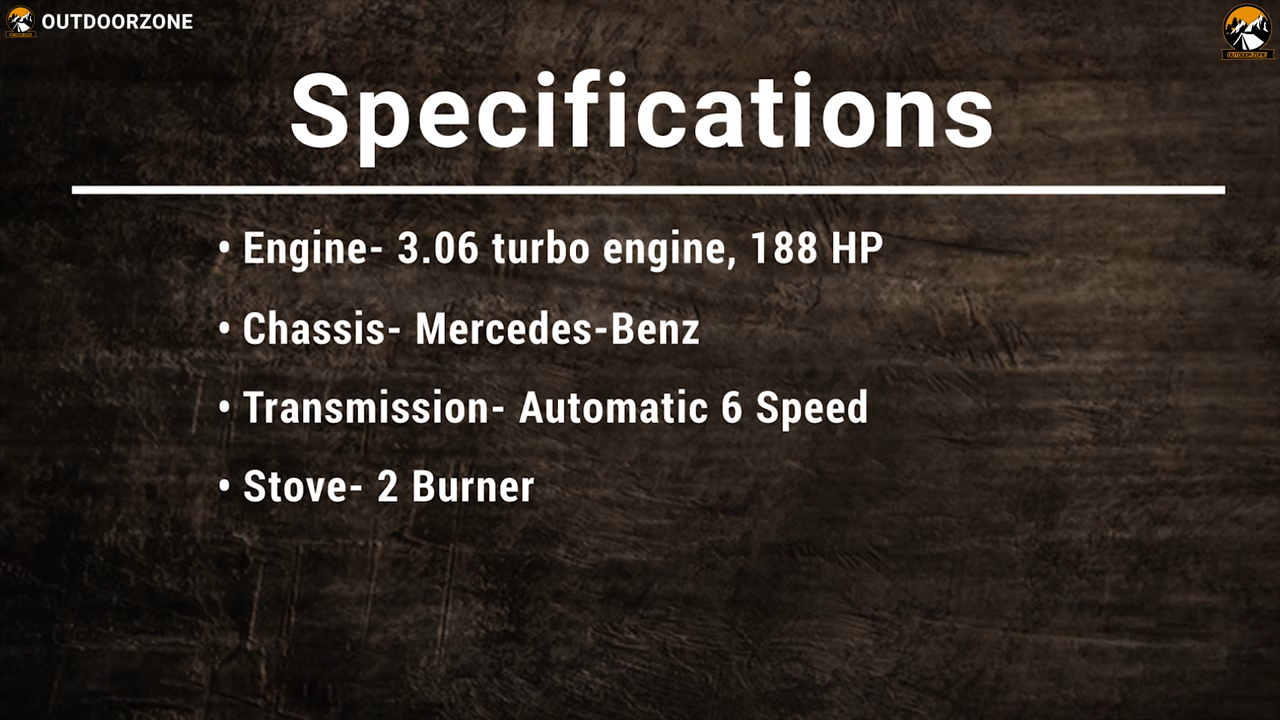 OUTDOORZONE
OUTDOORZONE
Specifications
• Engine- 3.06 turbo engine, 188 HP
• Chassis- Mercedes-Benz
• Transmission- Automatic 6 Speed
• Stove- 2 Burner